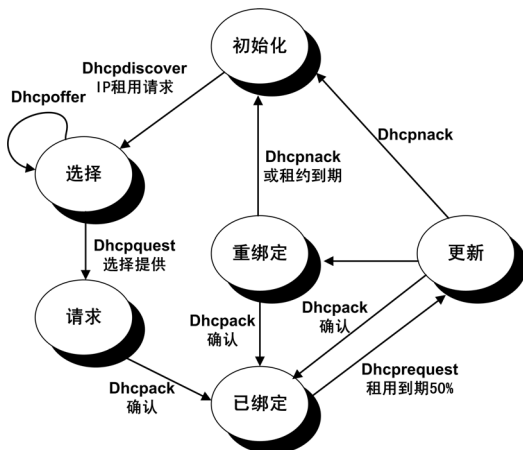 初始化
Dhcpdiscover
IP租用请求
Dhcpoffer
Dhcpnack
Dhcpnack
或租约到期
选择
Dhcpquest
选择提供
重绑定
更新
请求
Dhcpack
确认
Dhcpack
确认
Dhcprequest
租用到期50%
Dhcpack
确认
已绑定